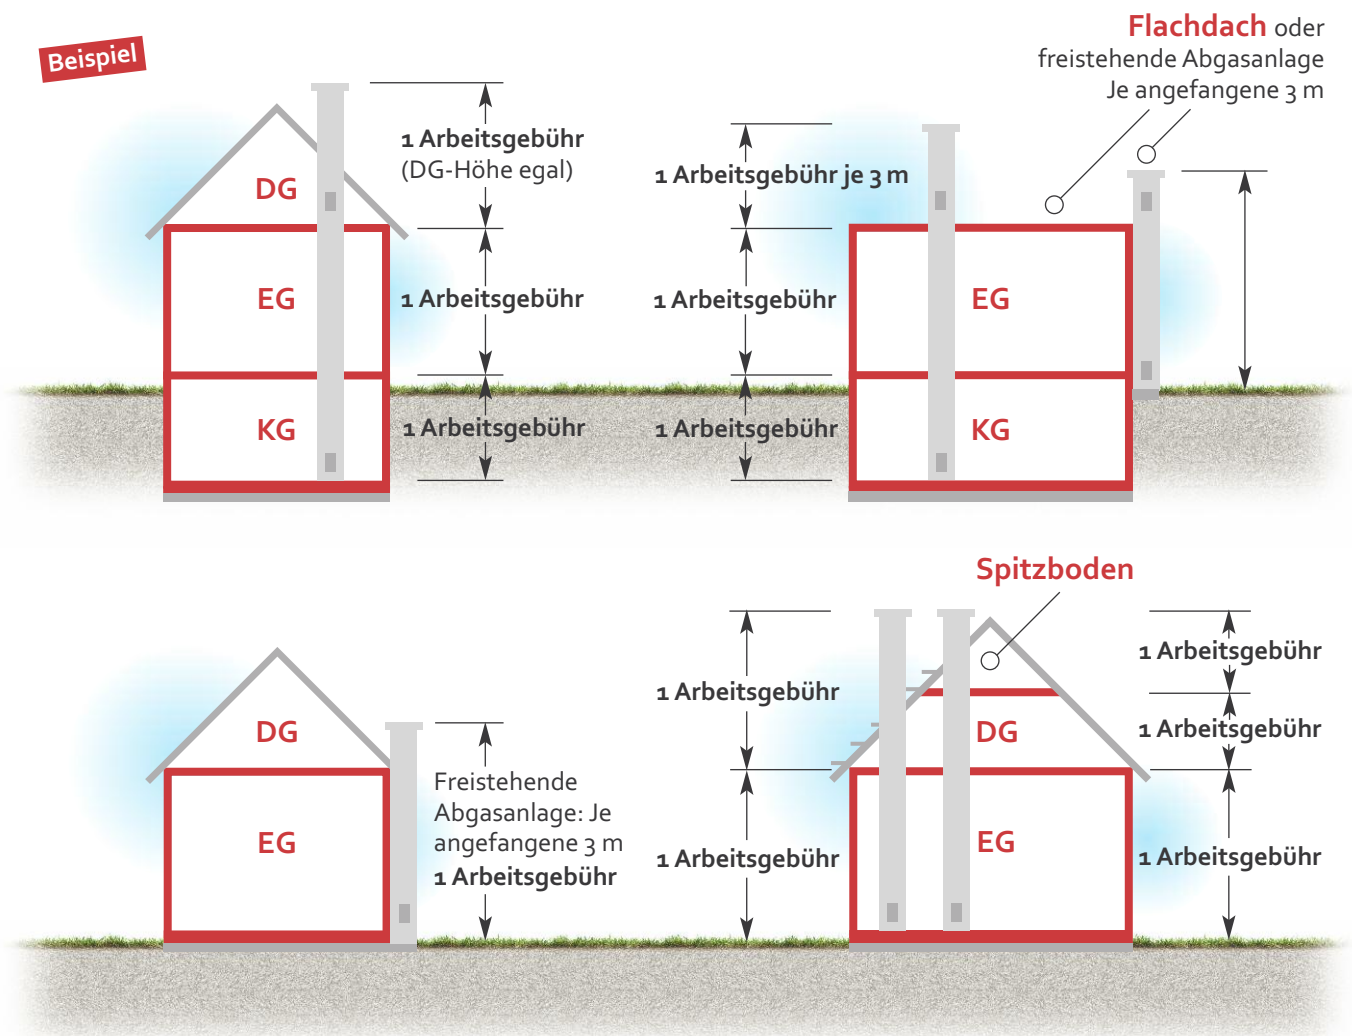 Beispiel
Flachdach oder
freistehende Abgasanlage
Je angefangene 3 m
1 Arbeitsgebühr
(DG-Höhe egal)
DG
1 Arbeitsgebühr
EG
1 Arbeitsgebühr
KG
1 Arbeitsgebühr je 3 m
1 Arbeitsgebühr
EG
1 Arbeitsgebühr
KG
DG
EG
Freistehende
Abgasanlage: Je
angefangene 3 m
1 Arbeitsgebühr
Spitzboden
1 Arbeitsgebühr
1 Arbeitsgebühr
DG
1 Arbeitsgebühr
1 Arbeitsgebühr
EG
1 Arbeitsgebühr